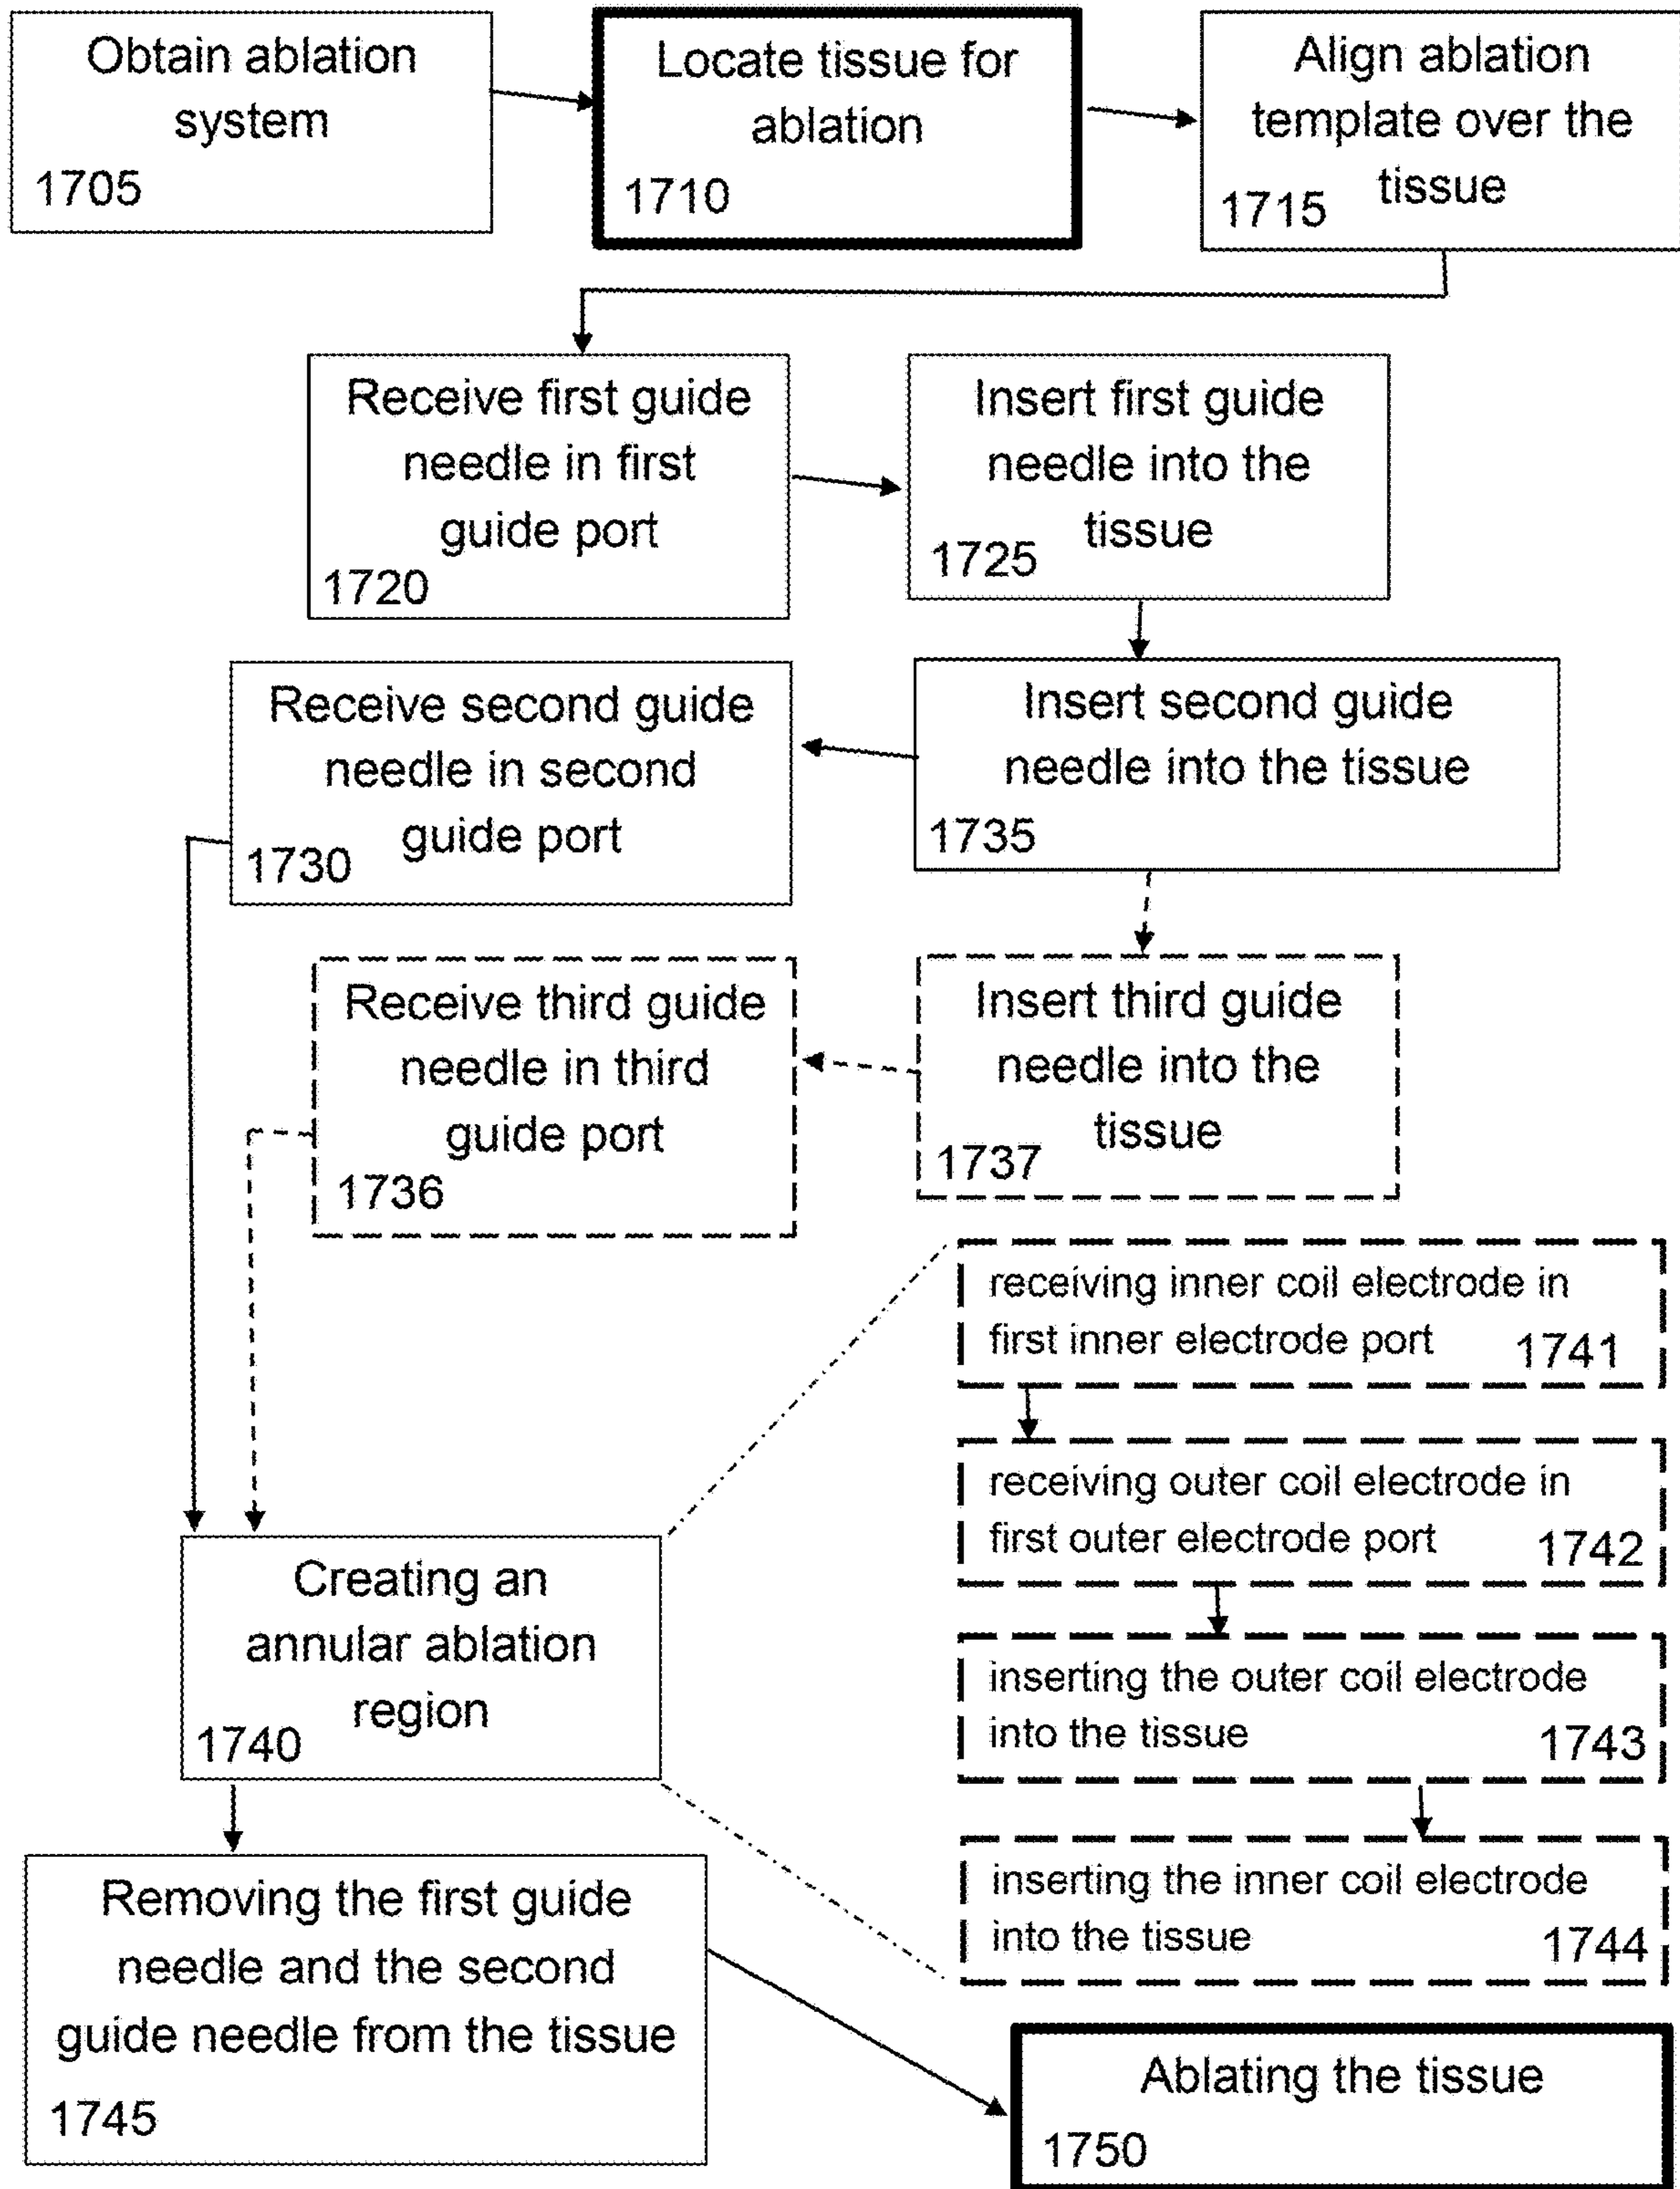 Obtain ablation
system
1705
Locate tissue for
ablation
1710
Align ablation
template over the
tissue
1715
Receive first guide
needle in first
guide port
1720
Insert first guide
needle into the
tissue
1725
Receive second guide
needle in second
guide port
1730
Insert second guide
needle into the tissue
1735
Receive third guide
needle in third
guide port
1736
Insert third guide
needle into the
tissue
1737
receiving inner coil electrode in
first inner electrode port 1741
receiving outer coil electrode in
first outer electrode port 1742
inserting the outer coil electrode
into the tissue 1743
inserting the inner coil electrode
into the tissue 1744
Creating an
annular ablation
region
1740
Removing the first guide
needle and the second
guide needle from the tissue
1745
Ablating the tissue
1750